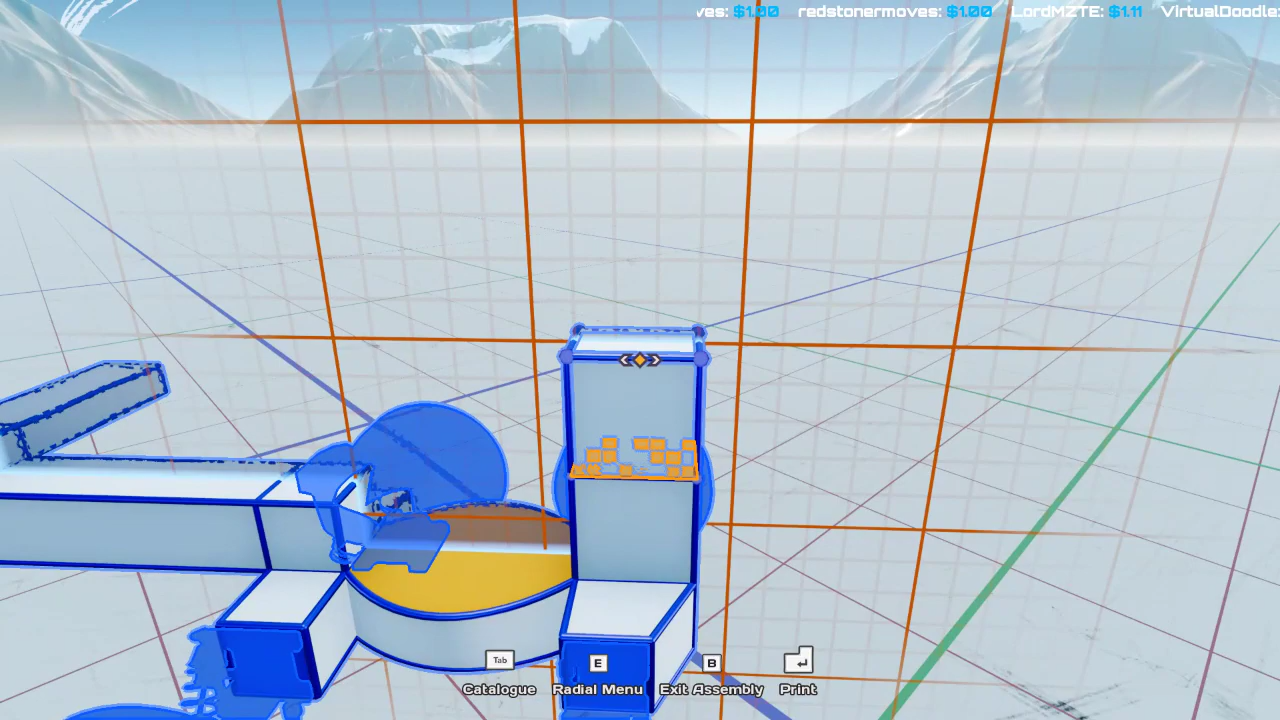 ves: $1.00 redstonermoves: $1.00 LordMZTE: $1.11 VirtualDoodle:
Tab E B
Catalogue Radial Menu Exit Assembly Print